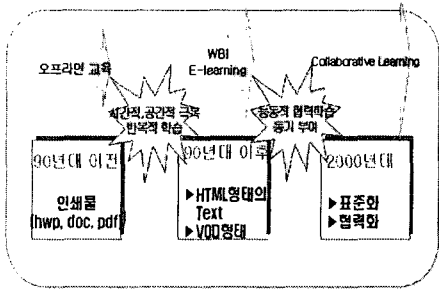 오프라인 교육
WBI
E-learning
Collaborative Learning
시간적,공간적 극복
반복적 학습
능동적 협력학습
동기 부여
90년대 이전
90년대 이후
2000년대
인쇄물
(hwp, doc, pdf)
▶HTML형태의
Text
▶VOD형태
▶표준화
▶협력화